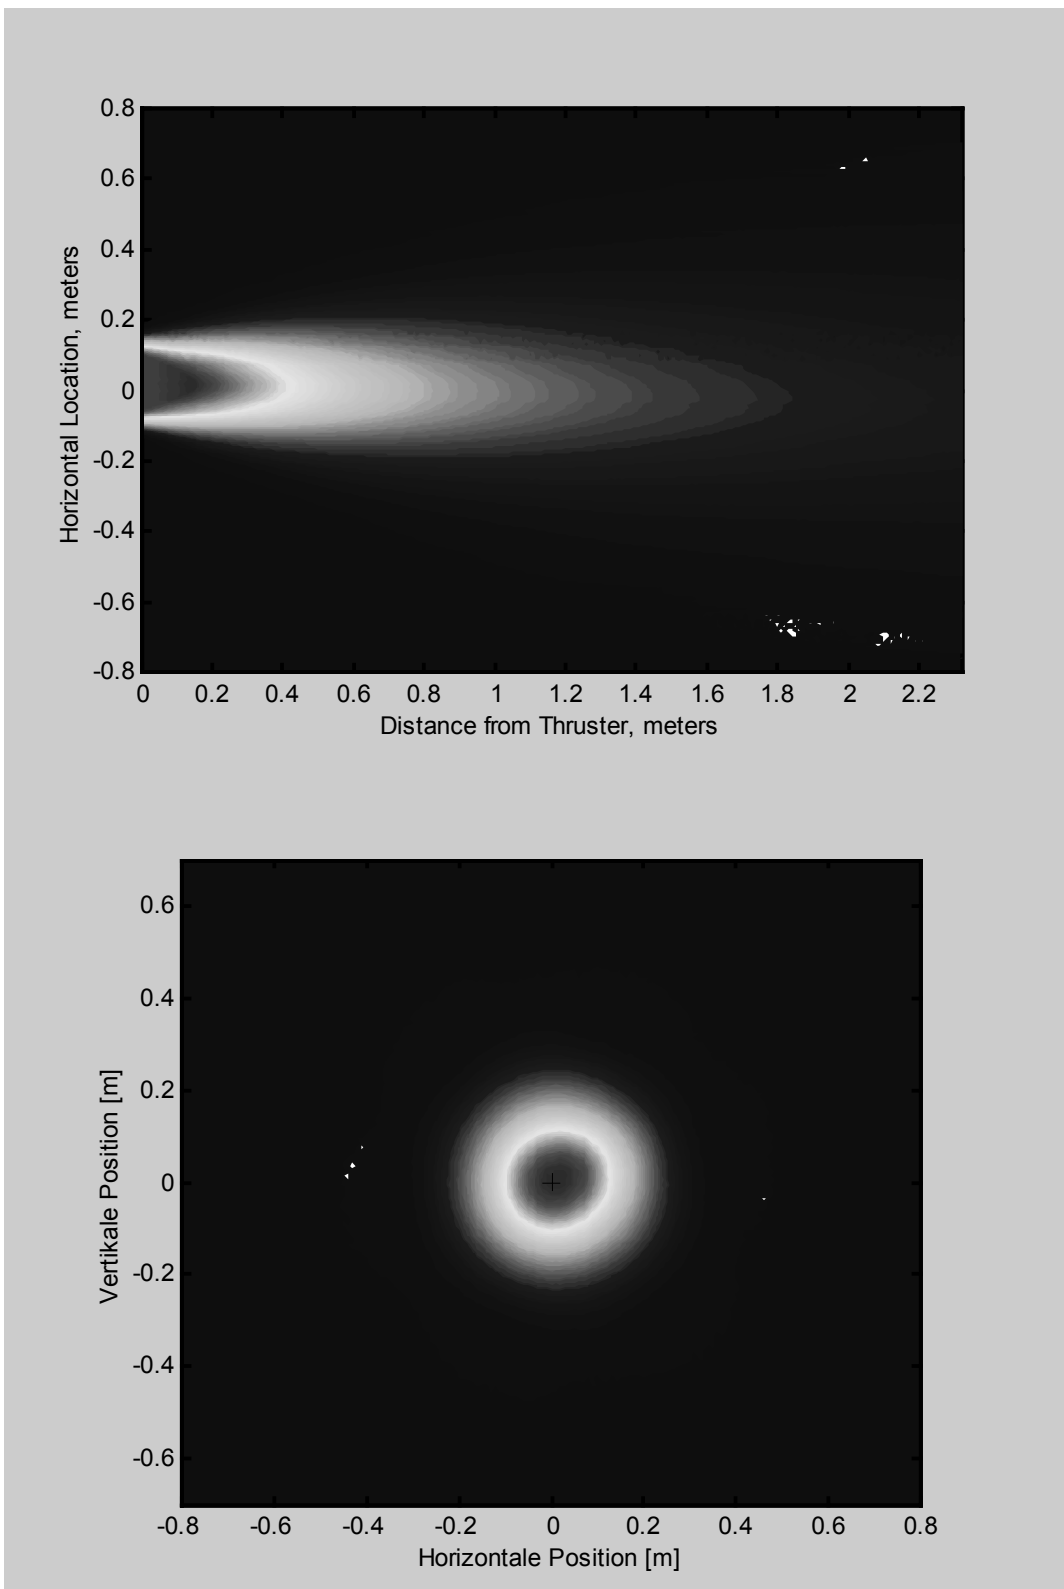 0.8
0.6
0.4
0.2
0
-0.2
-0.4
-0.6
-0.8
Horizontal Location, meters
0 0.2 0.4 0.6 0.8 1 1.2 1.4 1.6 1.8 2 2.2
Distance from Thruster, meters
0.6
0.4
0.2
0
-0.2
-0.4
-0.6
Vertikale Position [m]
-0.8 -0.6 -0.4 -0.2 0 0.2 0.4 0.6 0.8
Horizontale Position [m]